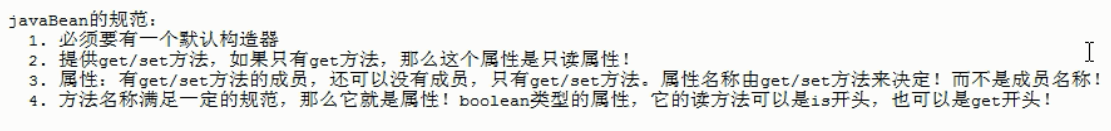 javaBean的规范：
1. 必须要有一个默认构造器
2. 提供get/set方法，如果只有get方法，那么这个属性是只读属性！
3. 属性：有get/set方法的成员，还可以没有成员，只有get/set方法。属性名称由get/set方法来决定！而不是成员名称！
4. 方法名称满足一定的规范，那么它就是属性！boolean类型的属性，它的读方法可以是is开头，也可以是get开头！